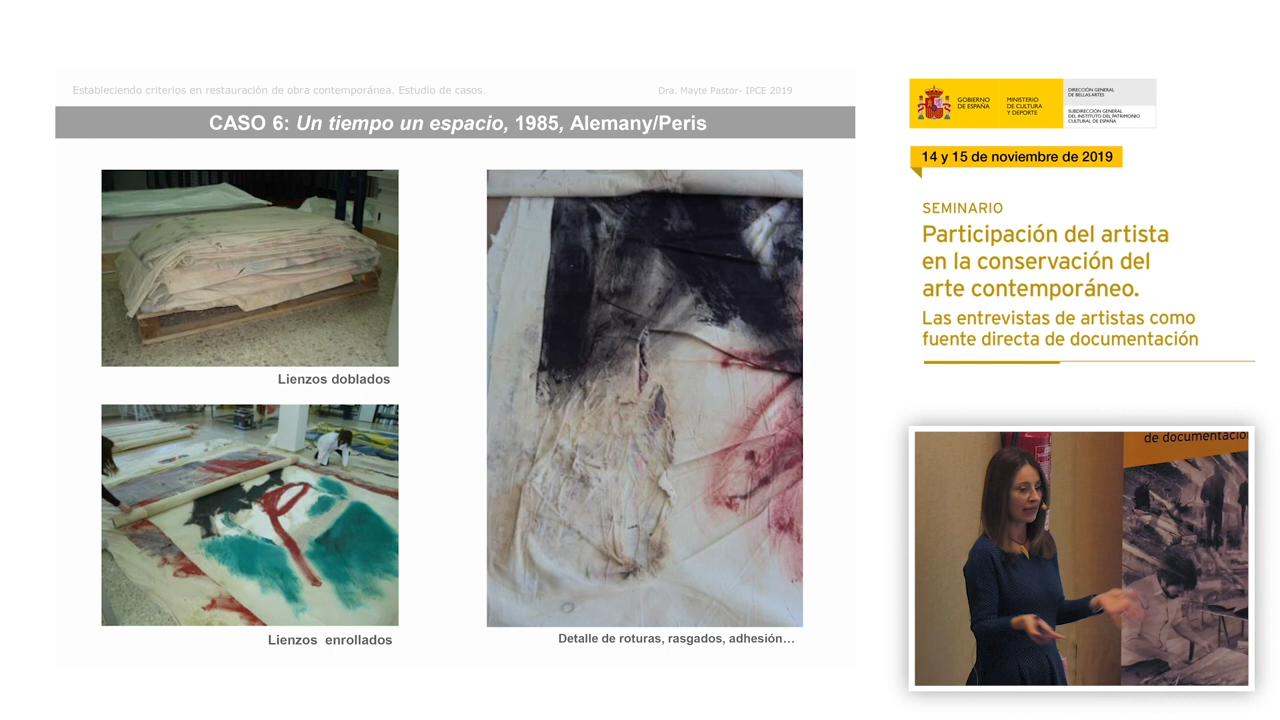 Estableciendo criterios en restauración de obra contemporánea. Estudio de casos.
Dra. Mayte Pastor- IPCE 2019
CASO 6: Un tiempo un espacio, 1985, Alemany/Peris
Lienzos doblados
Lienzos enrollados
Detalle de roturas, rasgados, adhesión…
GOBIERNO
DE ESPAÑA
MINISTERIO
DE CULTURA
Y DEPORTE
DIRECCIÓN GENERAL
DE BELLAS ARTES
SUBDIRECCIÓN GENERAL
DEL INSTITUTO DEL PATRIMONIO
CULTURAL DE ESPAÑA
14 y 15 de noviembre de 2019
SEMINARIO
Participación del artista
en la conservación del
arte contemporáneo.
Las entrevistas de artistas como
fuente directa de documentación
de documentació